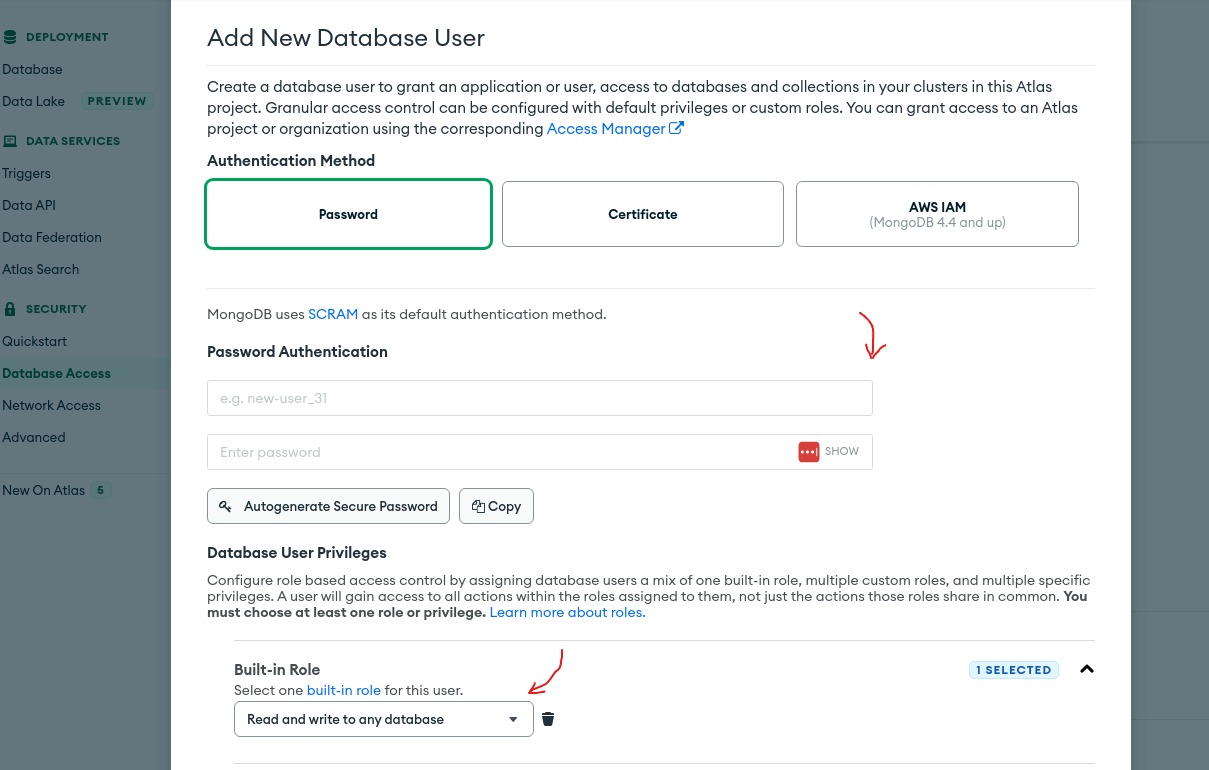 DEPLOYMENT
Database
Data Lake PREVIEW
DATA SERVICES
Triggers
Data API
Data Federation
Atlas Search
SECURITY
Quickstart
Database Access
Network Access
Advanced
New On Atlas 5
Add New Database User
Create a database user to grant an application or user, access to databases and collections in your clusters in this Atlas
project. Granular access control can be configured with default privileges or custom roles. You can grant access to an Atlas
project or organization using the corresponding Access Manager
Authentication Method
Password
Certificate
AWS IAM
(MongoDB 4.4 and up)
MongoDB uses SCRAM as its default authentication method.
Password Authentication
e.g. new-user_31
Enter password SHOW
Autogenerate Secure Password Copy
Database User Privileges
Configure role based access control by assigning database users a mix of one built-in role, multiple custom roles, and multiple specific
privileges. A user will gain access to all actions within the roles assigned to them, not just the actions those roles share in common. You
must choose at least one role or privilege. Learn more about roles.
Built-in Role 1 SELECTED
Select one built-in role for this user.
Read and write to any database